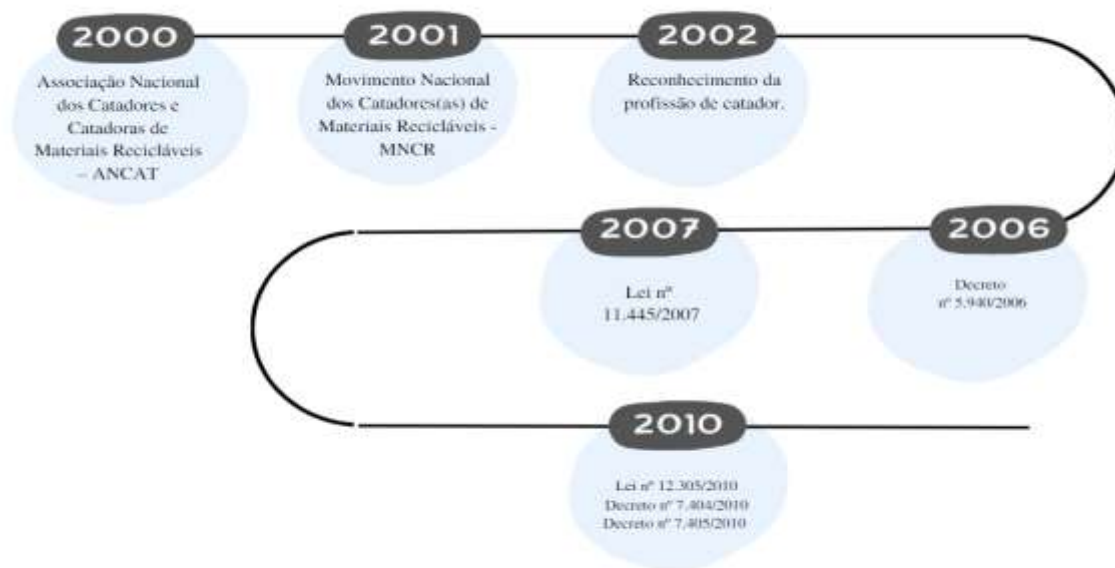 2000
Associação Nacional
dos Catadores e
Catadoras de
Materiais Recicláveis
– ANCAT
2001
Movimento Nacional
dos Catadores(as) de
Materiais Recicláveis -
MNCR
2002
Reconhecimento da
profissão de catador.
2006
Decreto
nº 5.940/2006
2007
Lei nº
11.445/2007
2010
Lei nº 12.305/2010
Decreto nº 7.404/2010
Decreto nº 7.405/2010